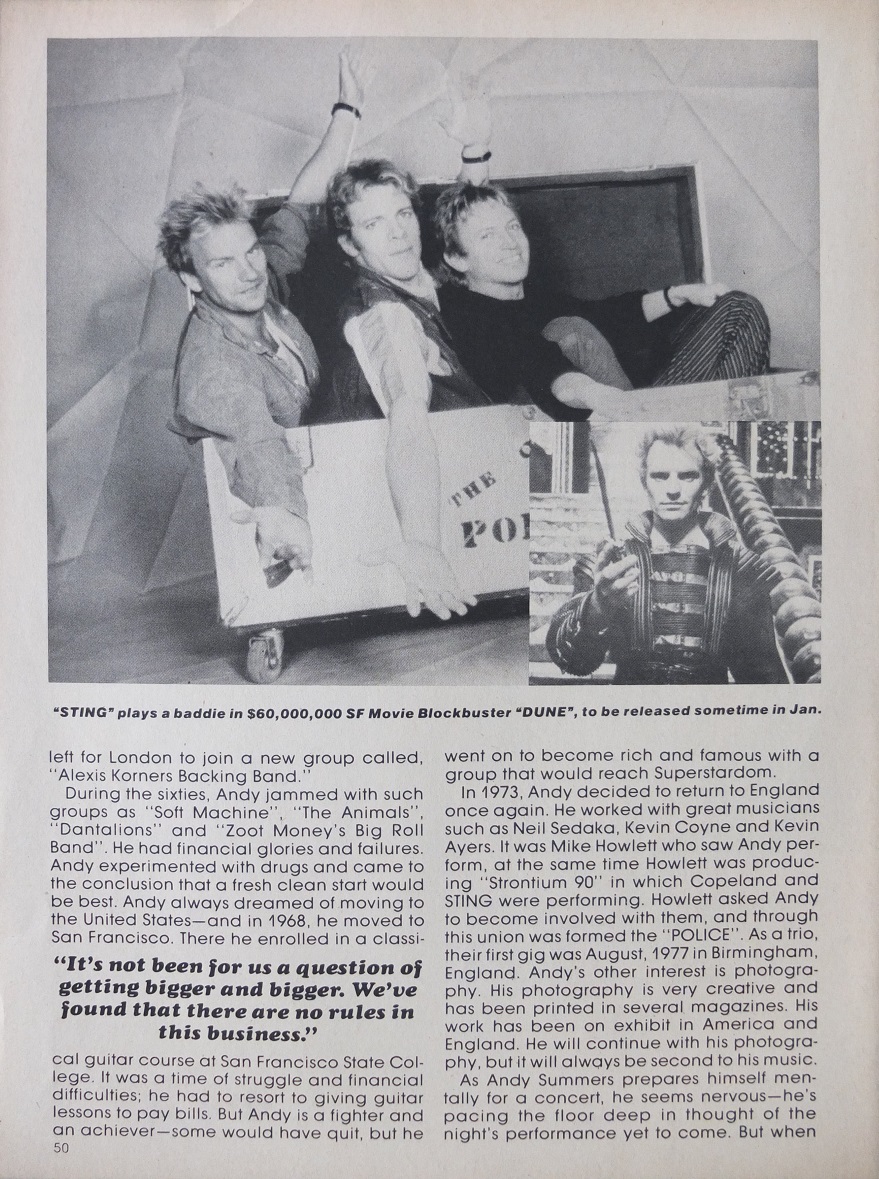 THE
PO
"STING" plays a baddie in $60,000,000 SF Movie Blockbuster "DUNE", to be released sometime in Jan.
left for London to join a new group called,
"Alexis Korners Backing Band."
During the sixties, Andy jammed with such
groups as "Soft Machine", "The Animals",
"Dantalions" and "Zoot Money's Big Roll
Band". He had financial glories and failures.
Andy experimented with drugs and came to
the conclusion that a fresh clean start would
be best. Andy always dreamed of moving to
the United States—and in 1968, he moved to
San Francisco. There he enrolled in a classi-
"It's not been for us a question of
getting bigger and bigger. We've
found that there are no rules in
this business."
cal guitar course at San Francisco State Col-
lege. It was a time of struggle and financial
difficulties; he had to resort to giving guitar
lessons to pay bills. But Andy is a fighter and
an achiever—some would have quit, but he
50
went on to become rich and famous with a
group that would reach Superstardom.
In 1973, Andy decided to return to England
once again. He worked with great musicians
such as Neil Sedaka, Kevin Coyne and Kevin
Ayers. It was Mike Howlett who saw Andy per-
form, at the same time Howlett was produc-
ing "Strontium 90" in which Copeland and
STING were performing. Howlett asked Andy
to become involved with them, and through
this union was formed the "POLICE". As a trio,
their first gig was August, 1977 in Birmingham,
England. Andy's other interest is photogra-
phy. His photography is very creative and
has been printed in several magazines. His
work has been on exhibit in America and
England. He will continue with his photogra-
phy, but it will always be second to his music.
As Andy Summers prepares himself men-
tally for a concert, he seems nervous—he's
pacing the floor deep in thought of the
night's performance yet to come. But when